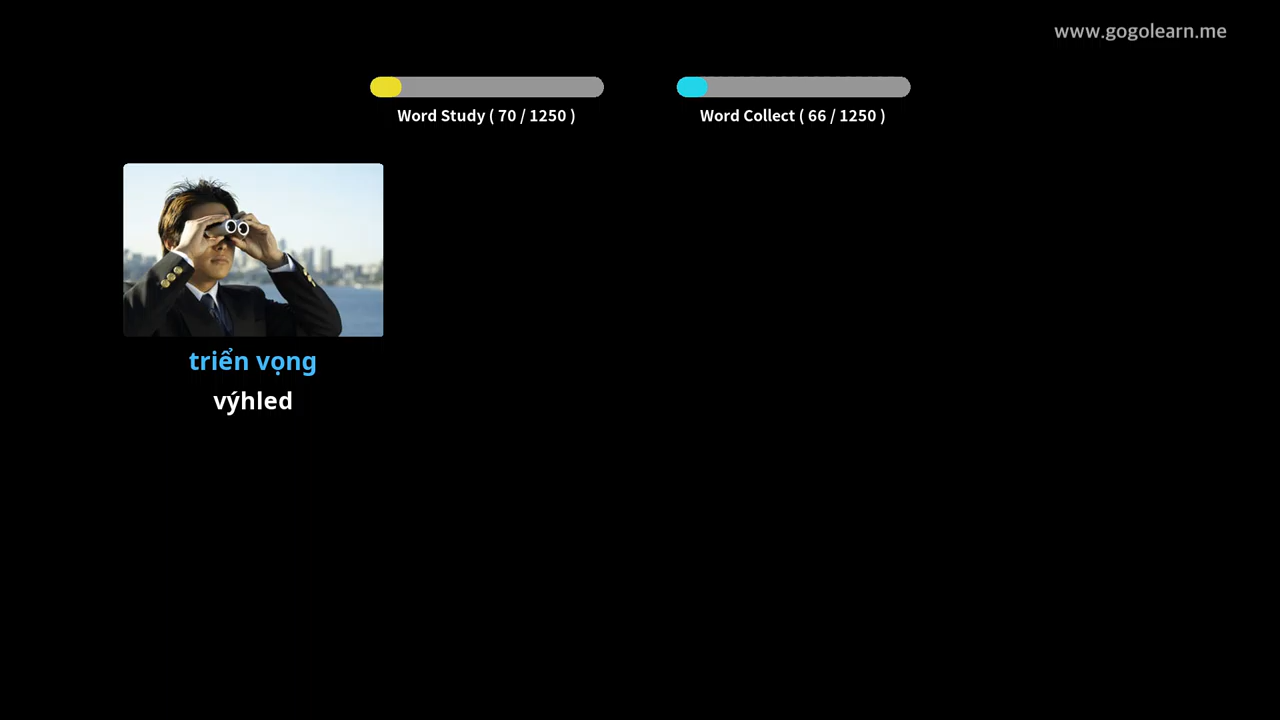 www.gogolearn.me
Word Study ( 70 / 1250 )
Word Collect ( 66 / 1250 )
triển vọng
výhled